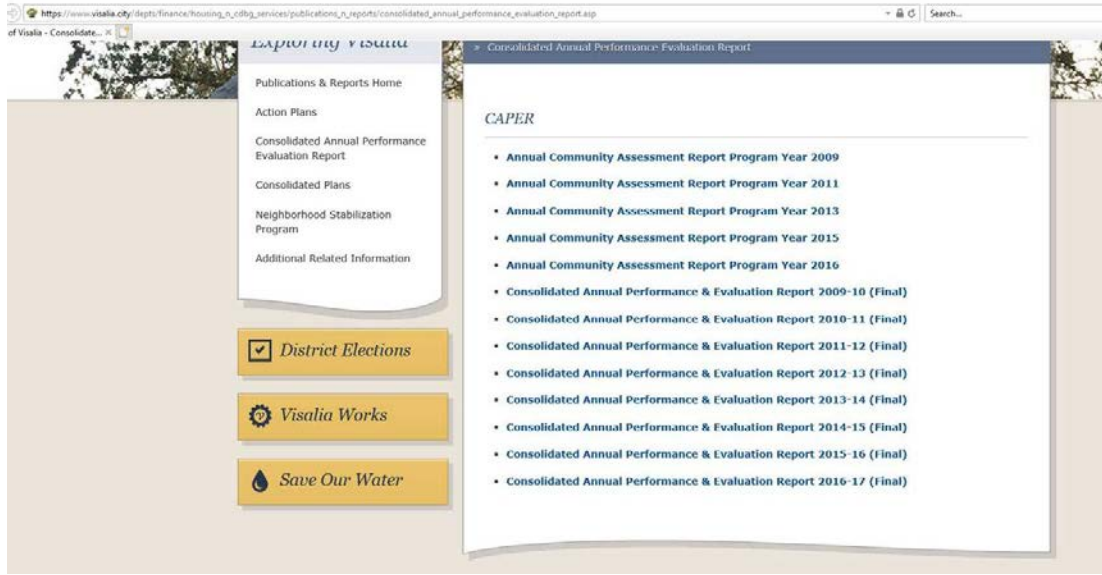 https://www.visalia.city/depts/finance/housing_n_cdbg_services/publications_n_reports/consolidated_annual_performance_evaluation_report.asp
Search...
of Visalia - Consolidate...
Exploring Visalia
» Consolidated Annual Performance Evaluation Report
Publications & Reports Home
Action Plans
Consolidated Annual Performance
Evaluation Report
Consolidated Plans
Neighborhood Stabilization
Program
Additional Related Information
District Elections
Visalia Works
Save Our Water
CAPER
• Annual Community Assessment Report Program Year 2009
• Annual Community Assessment Report Program Year 2011
• Annual Community Assessment Report Program Year 2013
• Annual Community Assessment Report Program Year 2015
• Annual Community Assessment Report Program Year 2016
• Consolidated Annual Performance & Evaluation Report 2009-10 (Final)
• Consolidated Annual Performance & Evaluation Report 2010-11 (Final)
• Consolidated Annual Performance & Evaluation Report 2011-12 (Final)
• Consolidated Annual Performance & Evaluation Report 2012-13 (Final)
• Consolidated Annual Performance & Evaluation Report 2013-14 (Final)
• Consolidated Annual Performance & Evaluation Report 2014-15 (Final)
• Consolidated Annual Performance & Evaluation Report 2015-16 (Final)
• Consolidated Annual Performance & Evaluation Report 2016-17 (Final)